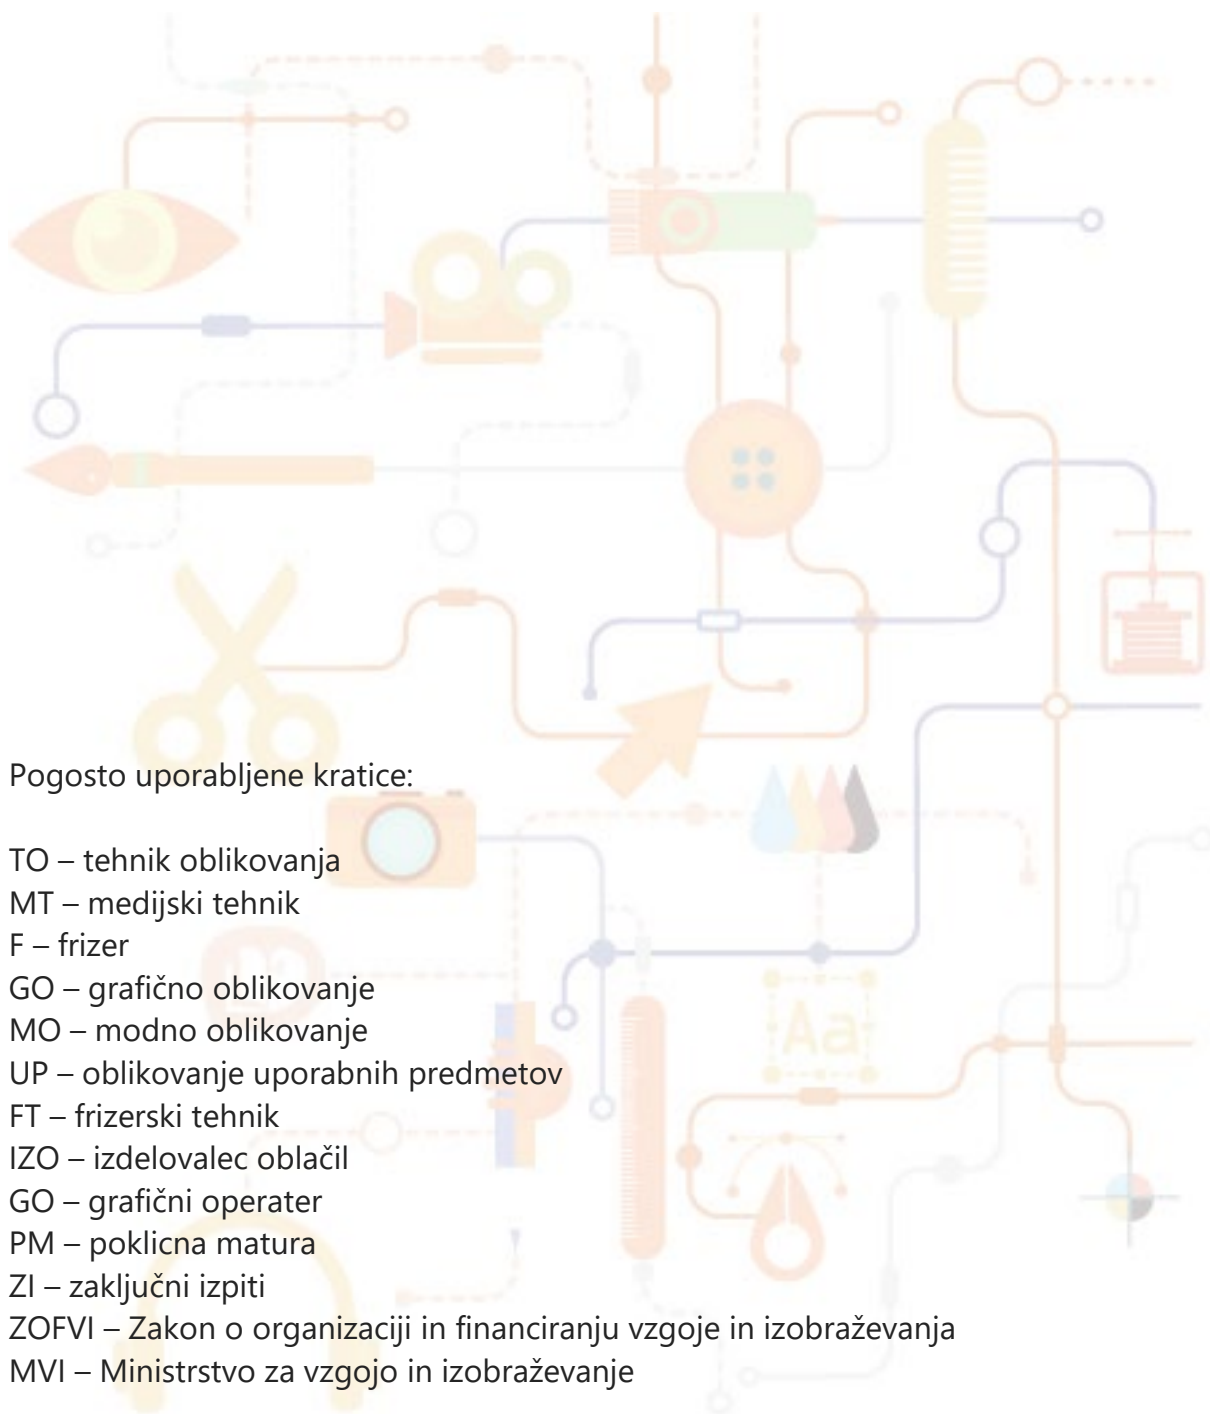 Pogosto uporabljene kratice:
TO – tehnik oblikovanja
MT – medijski tehnik
F – frizer
GO – grafično oblikovanje
MO – modno oblikovanje
UP – oblikovanje uporabnih predmetov
FT – frizerski tehnik
IZO – izdelovalec oblačil
GO – grafični operater
PM – poklicna matura
ZI – zaključni izpiti
ZOFVI – Zakon o organizaciji in financiranju vzgoje in izobraževanja
MVI – Ministrstvo za vzgojo in izobraževanje
Aa